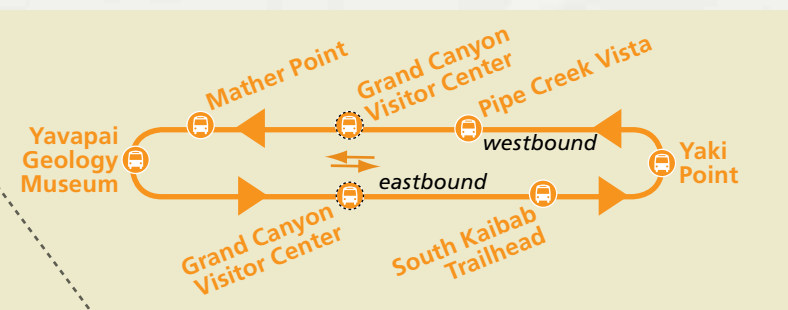 Mather Point
Grand Canyon
Visitor Center
Pipe Creek Vista
westbound
Yavapai
Geology
Museum
Yaki
Point
eastbound
Grand Canyon
Visitor Center
South Kaibab
Trailhead